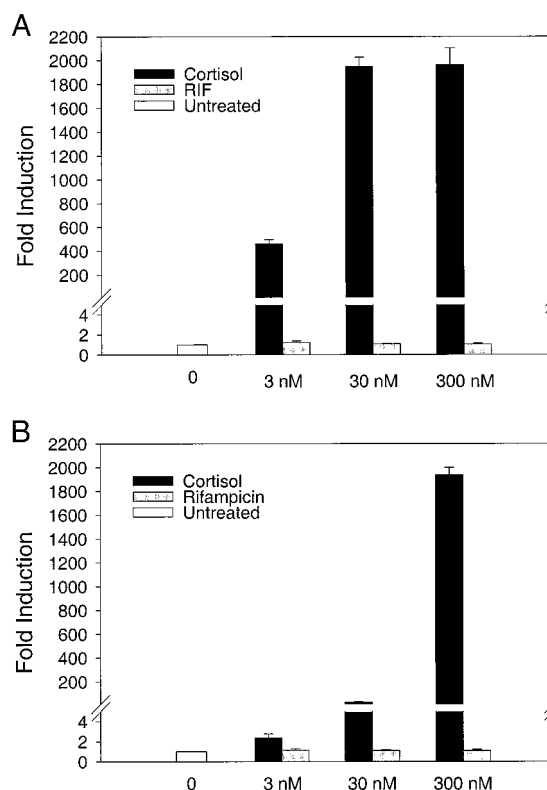 A
2200
2000
1800
1600
1400
1200
1000
800
600
400
200
4
2
0
Fold Induction
Cortisol
RIF
Untreated
0 3 nM 30 nM 300 nM
B
2200
2000
1800
1600
1400
1200
1000
800
600
400
200
4
2
0
Fold Induction
Cortisol
Rifampicin
Untreated
0 3 nM 30 nM 300 nM